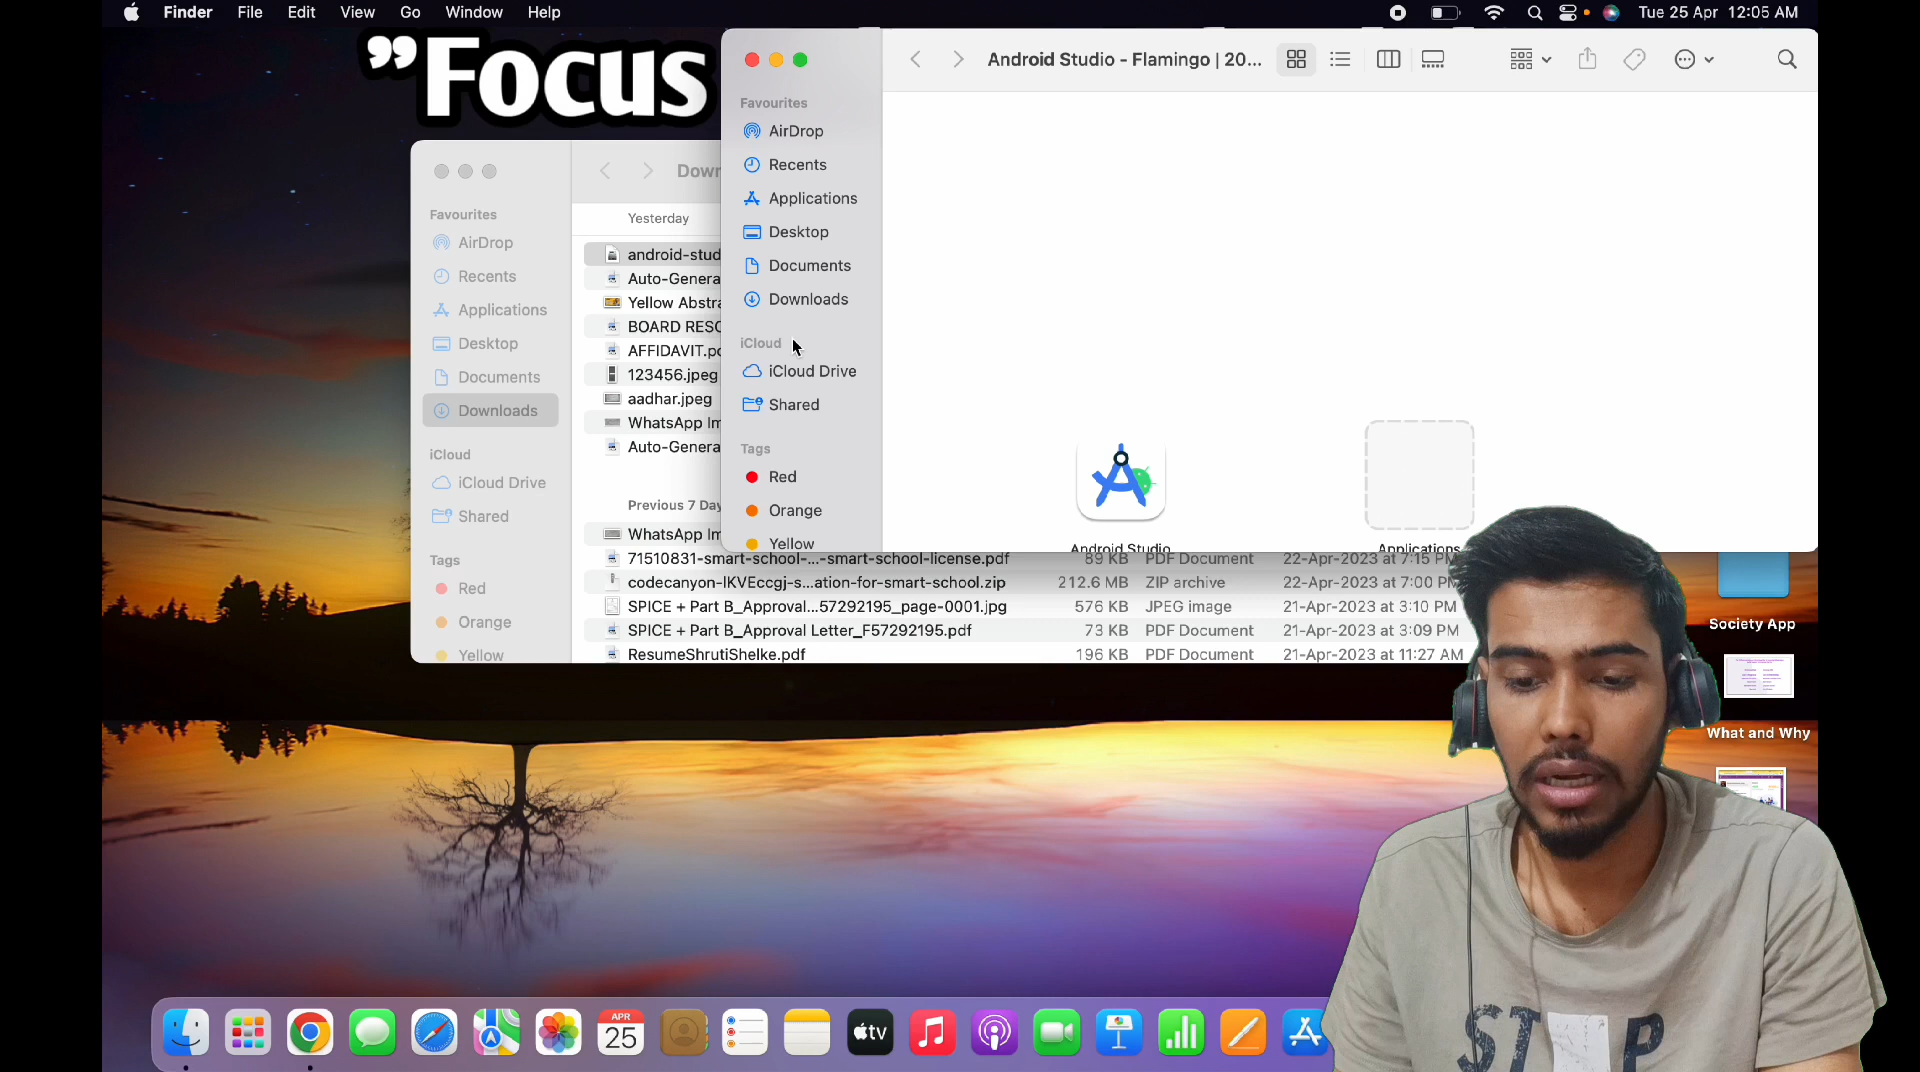 Finder File Edit View Go Window Help
Tue 25 Apr 12:05 AM
"Focus
Android Studio - Flamingo | 20...
Favourites
AirDrop
Recents
Applications
Desktop
Documents
Downloads
iCloud
iCloud Drive
Shared
Tags
Red
Orange
Yellow
Android Studio
Applications
Favourites
AirDrop
Recents
Applications
Desktop
Documents
Downloads
iCloud
iCloud Drive
Shared
Tags
Red
Orange
Yellow
Yesterday
android-stud
Auto-Genera
Yellow Abstra
123456.jpeg
aadhar.jpeg
WhatsApp Im
Auto-Genera
Previous 7 Day
WhatsApp Im
71510831-smart-school-...-smart-school-license.pdf 89 KB PDF Document 22-Apr-2023 at 7:15 PM
codecanyon-IKVEccgj-s...ation-for-smart-school.zip 212.6 MB ZIP archive 22-Apr-2023 at 7:00 PM
SPICE + Part B_Approval...57292195_page-0001.jpg 576 KB JPEG image 21-Apr-2023 at 3:10 PM
SPICE + Part B_Approval Letter_F57292195.pdf 73 KB PDF Document 21-Apr-2023 at 3:09 PM
ResumeShrutiShelke.pdf 196 KB PDF Document 21-Apr-2023 at 11:27 AM
Society App
What and Why
APR
25
tv